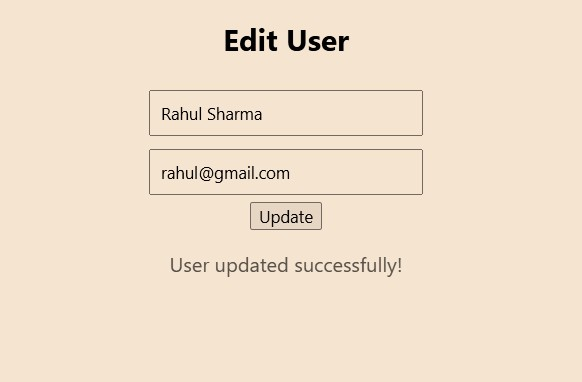 Edit User
Rahul Sharma
rahul@gmail.com
Update
User updated successfully!